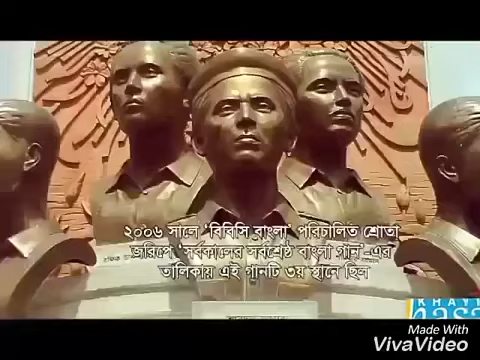 ২০০৬ সালে 'বিবিসি বাংলা' পরিচালিত শ্রোতা
জরিপে 'সর্বকালের সর্বশ্রেষ্ঠ বাংলা গান' -এর
তালিকায় এই গানটি ৩য় স্থানে ছিল
Made With
VivaVideo